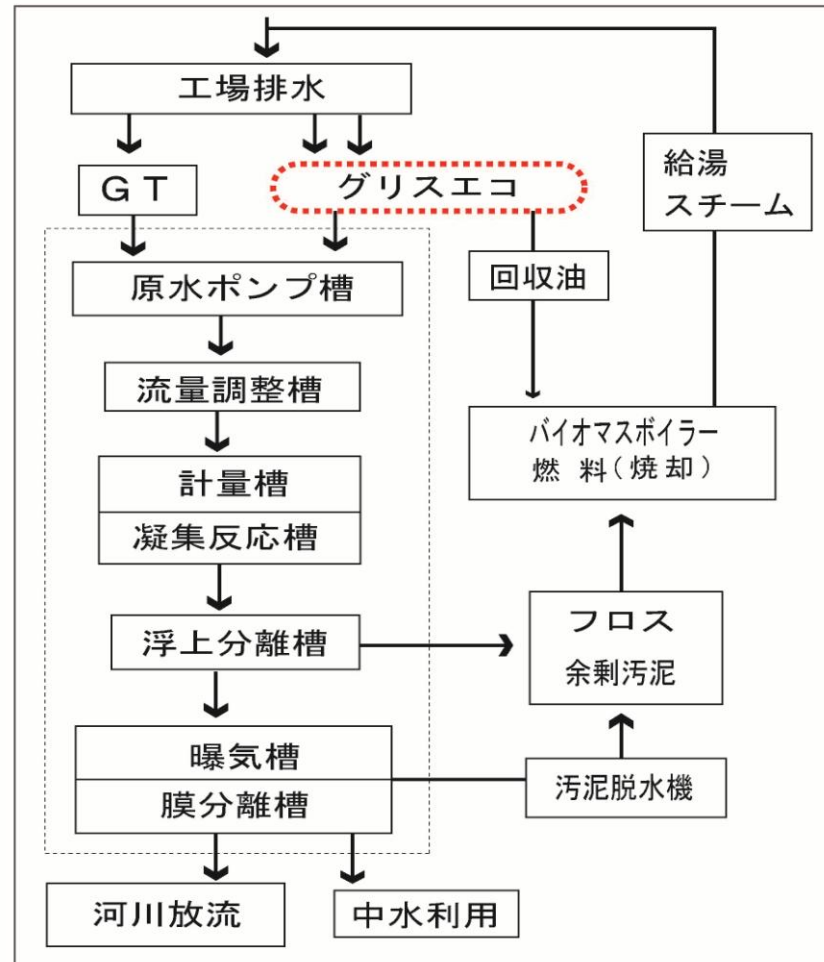 工場排水
GT
グリスエコ
給湯
スチーム
原水ポンプ槽
回収油
流量調整槽
バイオマスボイラー
燃料(焼却)
計量槽
凝集反応槽
浮上分離槽
フロス
余剰汚泥
曝気槽
膜分離槽
汚泥脱水機
河川放流
中水利用